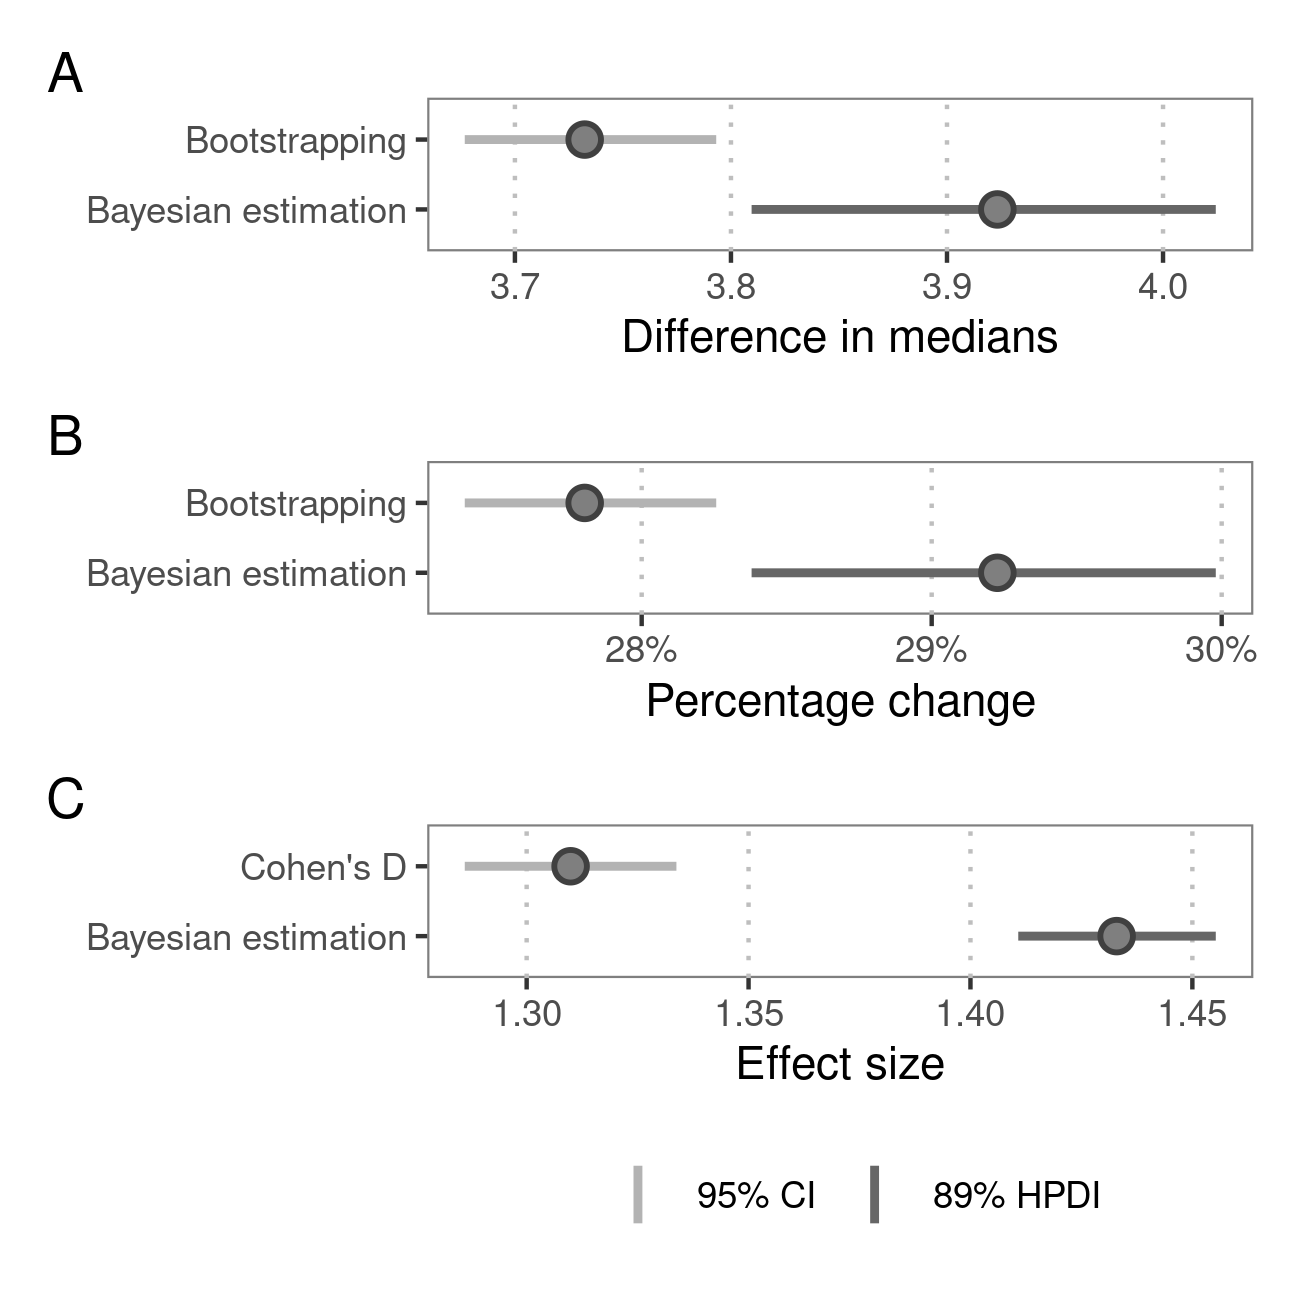 A
Bootstrapping
Bayesian estimation
3.7 3.8 3.9 4.0
Difference in medians
B
Bootstrapping
Bayesian estimation
28% 29% 30%
Percentage change
C
Cohen's D
Bayesian estimation
1.30 1.35 1.40 1.45
Effect size
95% CI 89% HPDI